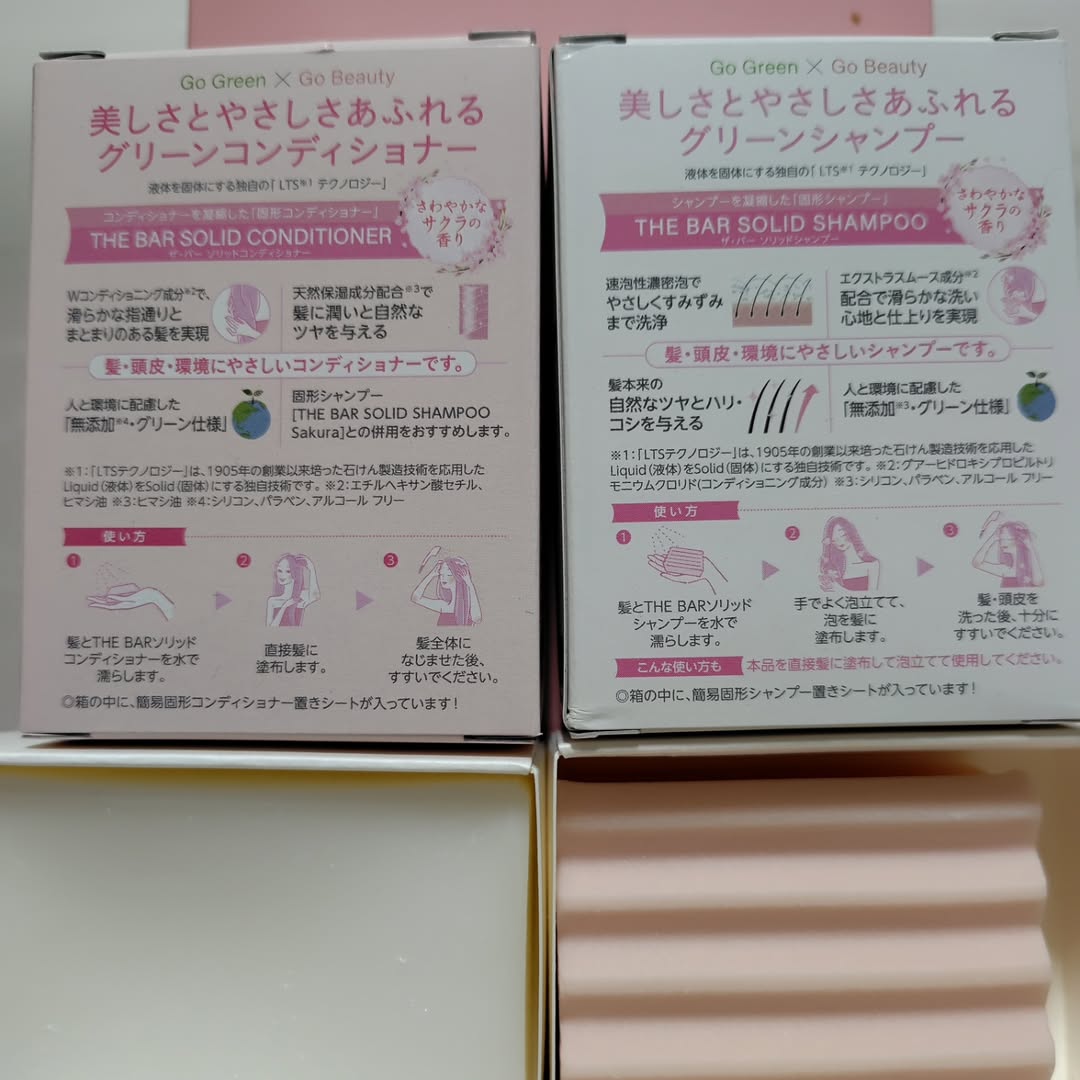 Go Green × Go Beauty
美しさとやさしさあふれる
グリーンコンディショナー
液体を固体にする独自の「LTS※1 テクノロジー」
コンディショナーを凝縮した「固形コンディショナー」
THE BAR SOLID CONDITIONER
ザ・バー ソリッドコンディショナー
さわやかな
サクラの
香り
Wコンディショニング成分※2で、
滑らかな指通りと
まとまりのある髪を実現
天然保湿成分配合※3で
髪に潤いと自然な
ツヤを与える
髪・頭皮・環境にやさしいコンディショナーです。
人と環境に配慮した
「無添加※4・グリーン仕様」
固形シャンプー
[THE BAR SOLID SHAMPOO
Sakura]との併用をおすすめします。
※1:「LTSテクノロジー」は、1905年の創業以来培った石けん製造技術を応用した
Liquid(液体)をSolid(固体)にする独自技術です。※2:エチルヘキサン酸セチル、
ヒマシ油 ※3:ヒマシ油 ※4:シリコン、パラベン、アルコール フリー
使い方
1
髪とTHE BARソリッド
コンディショナーを水で
濡らします。
2
直接髪に
塗布します。
3
髪全体に
なじませた後、
すすいでください。
◎箱の中に、簡易固形コンディショナー置きシートが入っています!
Go Green × Go Beauty
美しさとやさしさあふれる
グリーンシャンプー
液体を固体にする独自の「LTS※1 テクノロジー」
シャンプーを凝縮した「固形シャンプー」
THE BAR SOLID SHAMPOO
ザ・バー ソリッドシャンプー
さわやかな
サクラの
香り
速泡性濃密泡で
やさしくすみずみ
まで洗浄
エクストラスムース成分※2
配合で滑らかな洗い
心地と仕上りを実現
髪・頭皮・環境にやさしいシャンプーです。
髪本来の
自然なツヤとハリ・
コシを与える
人と環境に配慮した
「無添加※3・グリーン仕様」
※1:「LTSテクノロジー」は、1905年の創業以来培った石けん製造技術を応用した
Liquid(液体)をSolid(固体)にする独自技術です。※2:グアーヒドロキシプロピルトリ
モニウムクロリド(コンディショニング成分) ※3:シリコン、パラベン、アルコール フリー
使い方
1
髪とTHE BARソリッド
シャンプーを水で
濡らします。
2
手でよく泡立てて、
泡を髪に
塗布します。
3
髪・頭皮を
洗った後、十分に
すすいでください。
こんな使い方も 本品を直接髪に塗布して泡立てて使用してください。
◎箱の中に、簡易固形シャンプー置きシートが入っています!